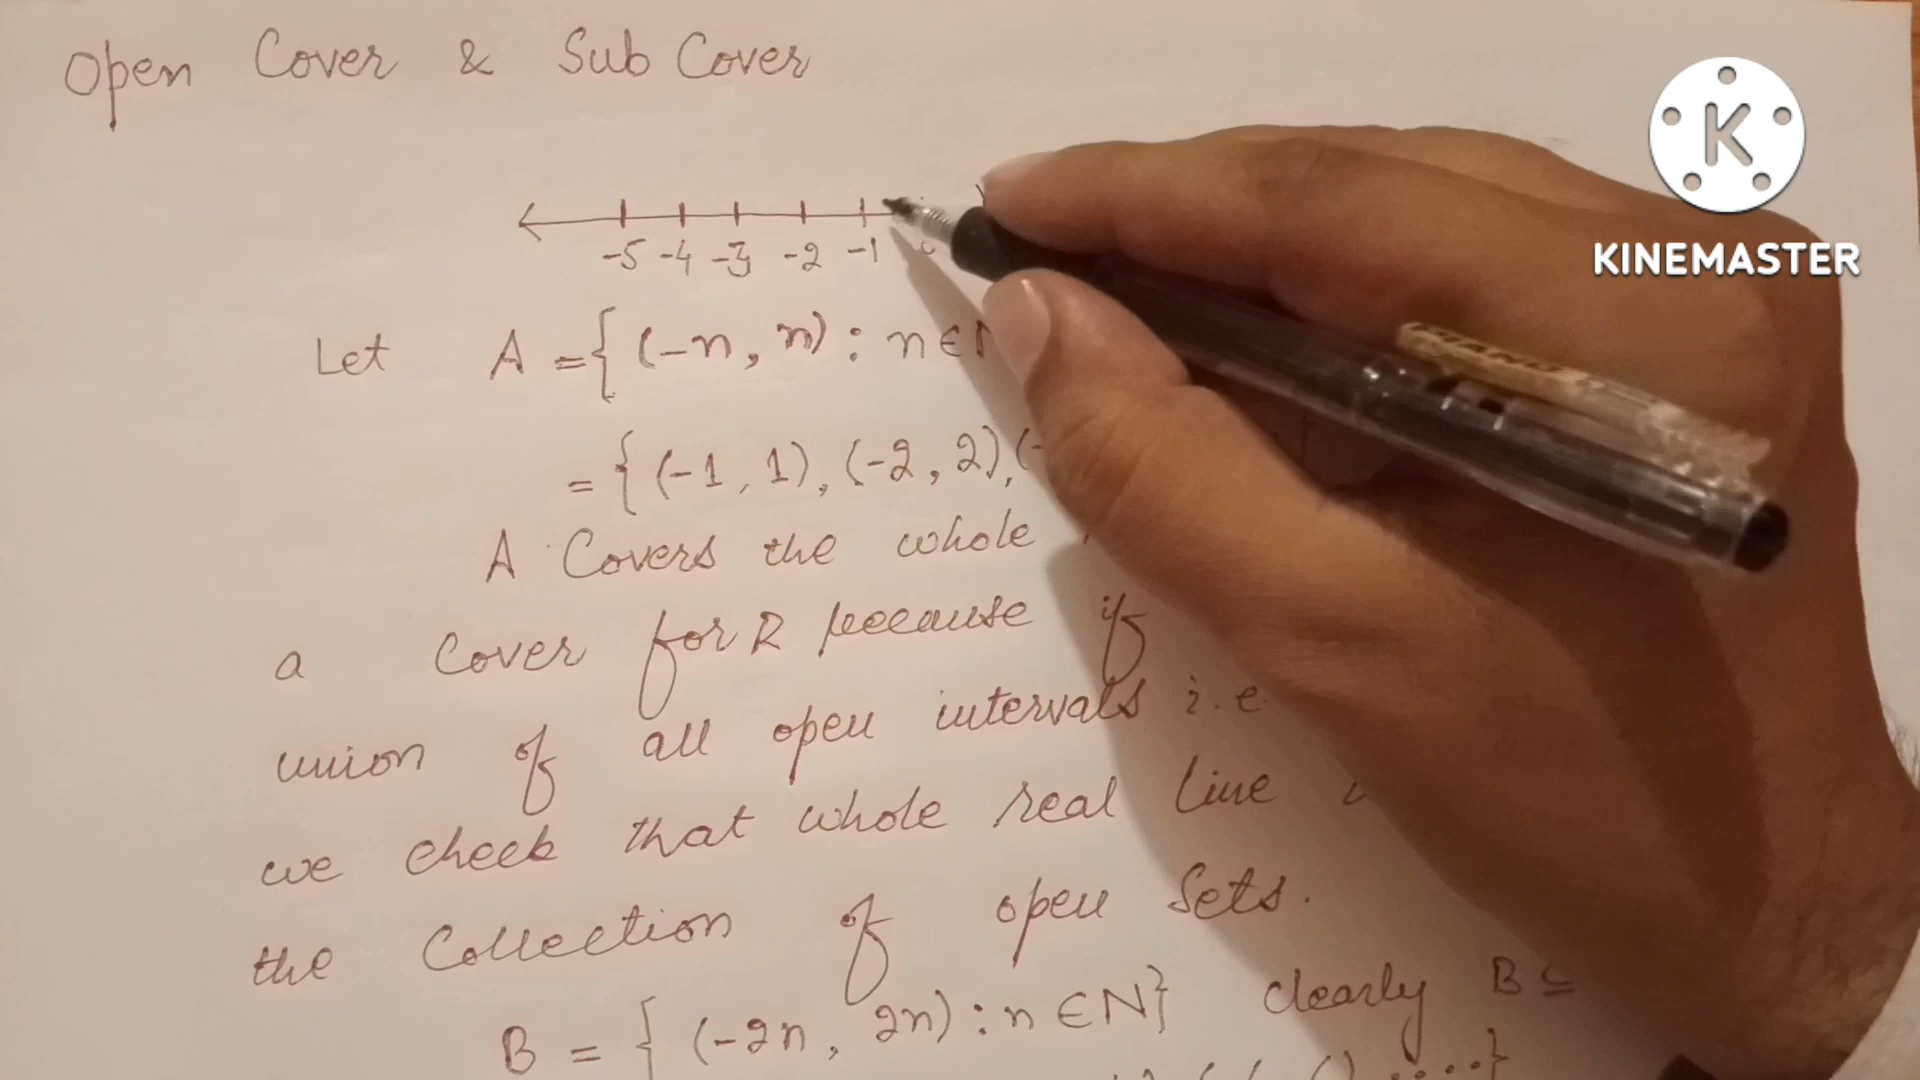 Open Cover & Sub Cover
K
KINEMASTER
-5 -4 -3 -2 -1 0
Let A = { (-n, n) : n ∈ N
= { (-1, 1), (-2, 2), (-
A Covers the whole
a Cover for R because if
union of all open intervals i.e
we check that whole real line
the Collection of open Sets.
B = { (-2n, 2n) : n ∈ N } clearly B ⊆